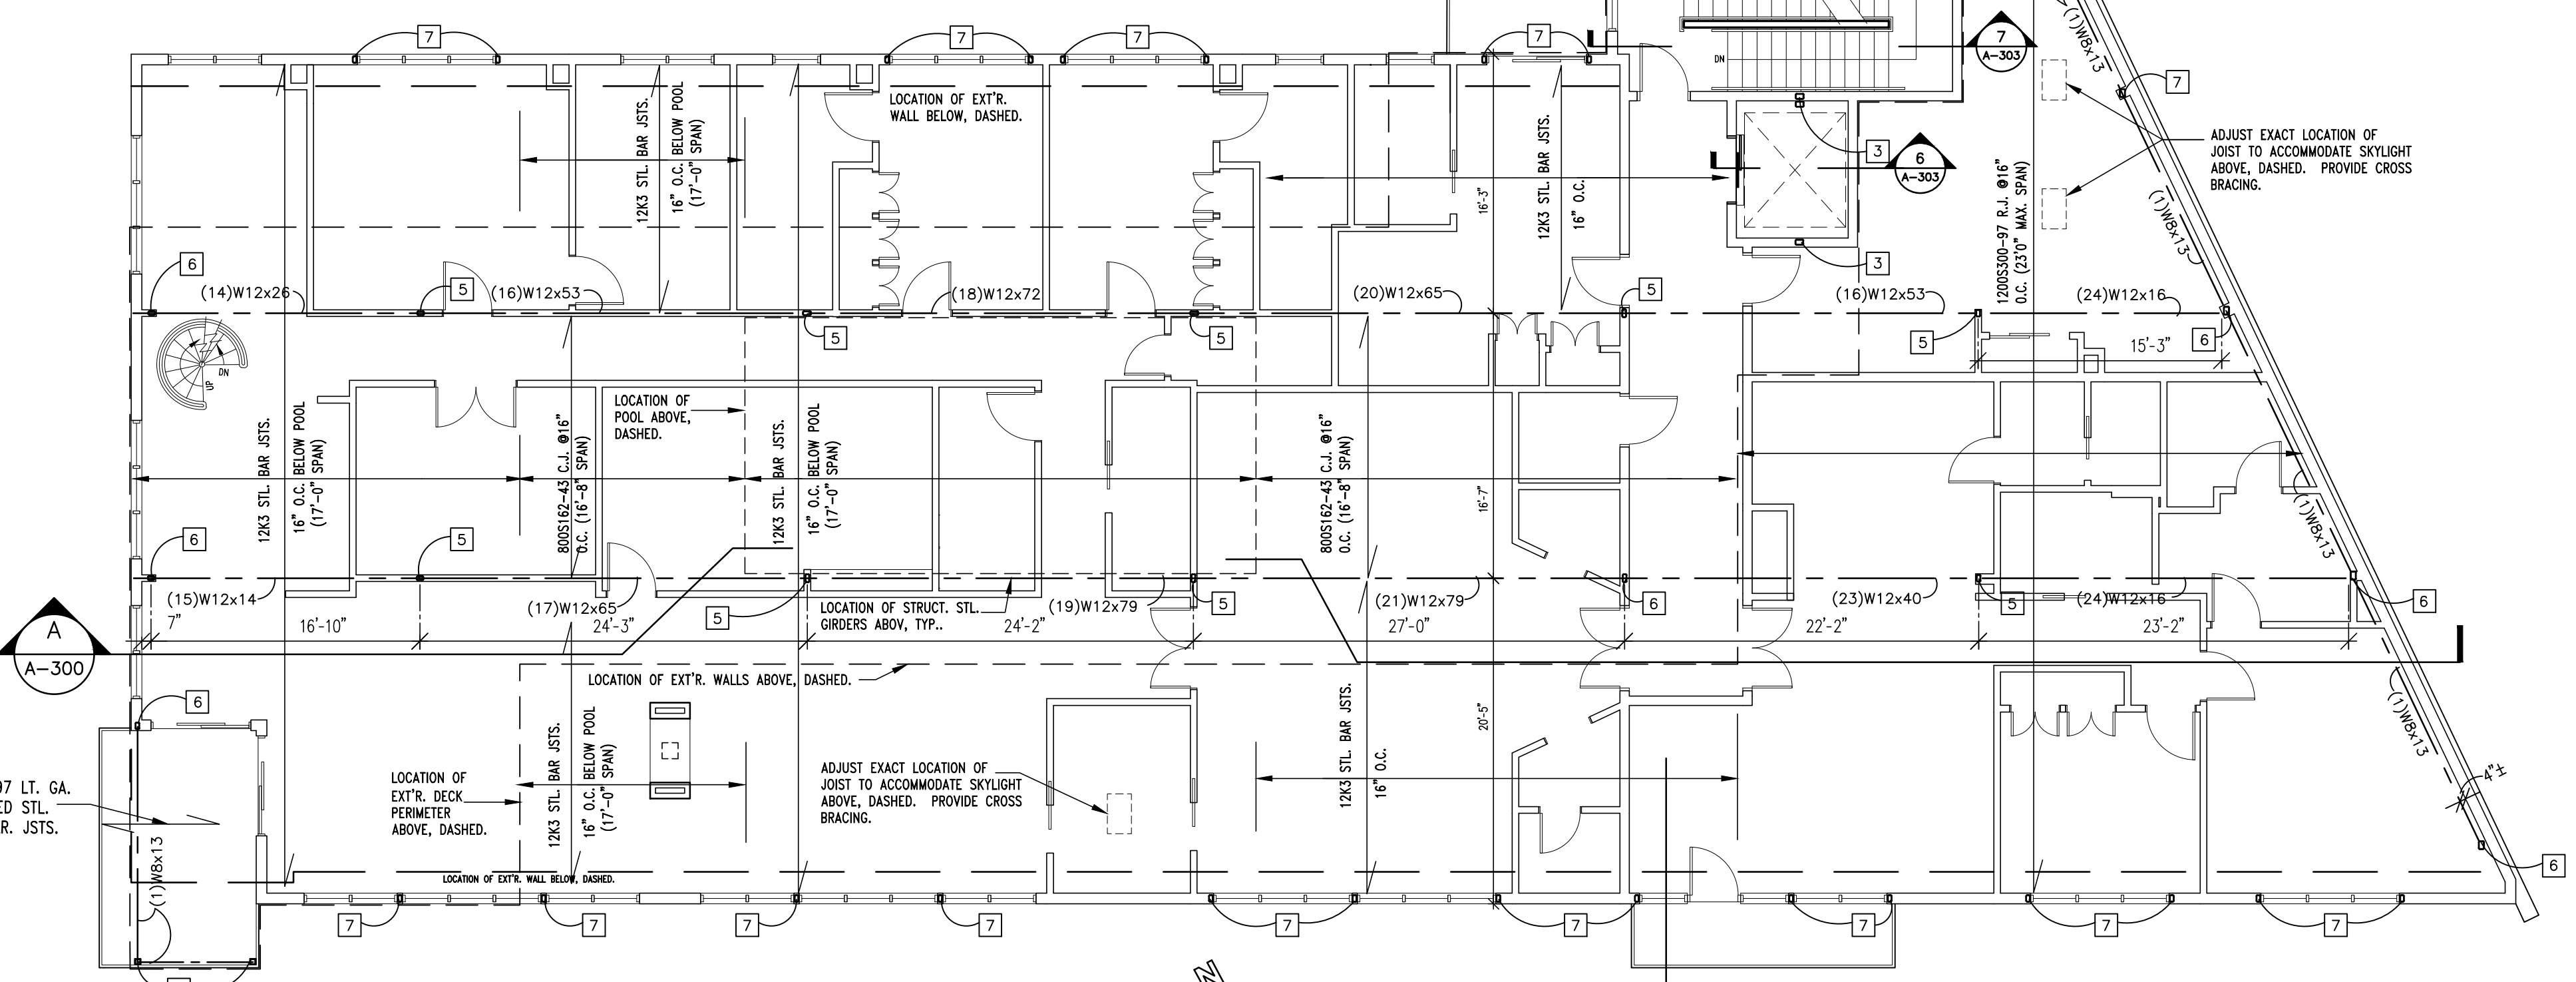 7
7
7
7
7
A-303
(1)W8x13
7
DN
LOCATION OF EXT'R.
WALL BELOW, DASHED.
12K3 STL. BAR JSTS.
16" O.C. BELOW POOL
(17'-0" SPAN)
12K3 STL. BAR JSTS.
16" O.C.
16'-3"
3
6
A-303
3
1200S300-97 R.J. @16"
O.C. (23'0" MAX. SPAN)
ADJUST EXACT LOCATION OF
JOIST TO ACCOMMODATE SKYLIGHT
ABOVE, DASHED. PROVIDE CROSS
BRACING.
(1)W8x13
6
(14)W12x26
5
(16)W12x53
5
(18)W12x72
5
(20)W12x65
5
(16)W12x53
5
(24)W12x16
6
15'-3"
UP
DN
12K3 STL. BAR JSTS.
16" O.C. BELOW POOL
(17'-0" SPAN)
800S162-43 C.J. @16"
O.C. (16'-8" SPAN)
LOCATION OF
POOL ABOVE,
DASHED.
12K3 STL. BAR JSTS.
16" O.C. BELOW POOL
(17'-0" SPAN)
800S162-43 C.J. @16"
O.C. (16'-8" SPAN)
16'-7"
(1)W8x13
6
5
(15)W12x14
(17)W12x65
5
LOCATION OF STRUCT. STL.
GIRDERS ABOV, TYP..
(19)W12x79
5
(21)W12x79
6
(23)W12x40
5
(24)W12x16
6
7"
16'-10"
24'-3"
24'-2"
27'-0"
22'-2"
23'-2"
A
A-300
LOCATION OF EXT'R. WALLS ABOVE, DASHED.
6
97 LT. GA.
ED STL.
R. JSTS.
(1)W8x13
LOCATION OF
EXT'R. DECK
PERIMETER
ABOVE, DASHED.
12K3 STL. BAR JSTS.
16" O.C. BELOW POOL
(17'-0" SPAN)
ADJUST EXACT LOCATION OF
JOIST TO ACCOMMODATE SKYLIGHT
ABOVE, DASHED. PROVIDE CROSS
BRACING.
12K3 STL. BAR JSTS.
16" O.C.
20'-5"
(1)W8x13
4"±
6
LOCATION OF EXT'R. WALL BELOW, DASHED.
7
7
7
7
7
7
7
7
7
N